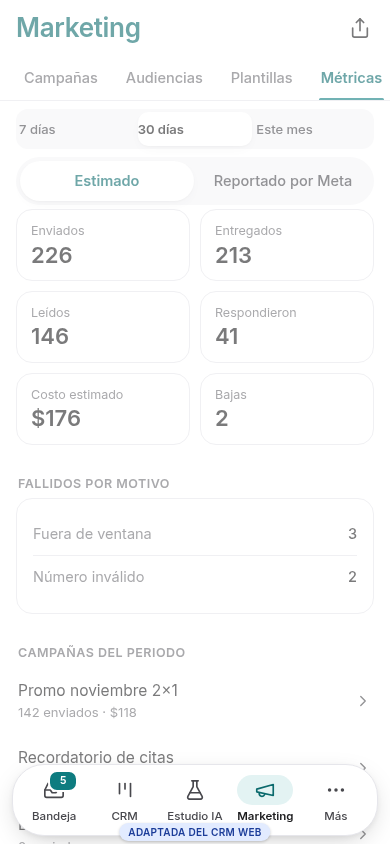 Marketing
Campañas Audiencias Plantillas Métricas
7 días 30 días Este mes
Estimado Reportado por Meta
Enviados Entregados
226 213
Leídos Respondieron
146 41
Costo estimado Bajas
$176 2
FALLIDOS POR MOTIVO
Fuera de ventana 3
Número inválido 2
CAMPAÑAS DEL PERIODO
Promo noviembre 2×1
142 enviados · $118
Recordatorio de citas
5
Bandeja CRM Estudio IA Marketing Más
ADAPTADA DEL CRM WEB